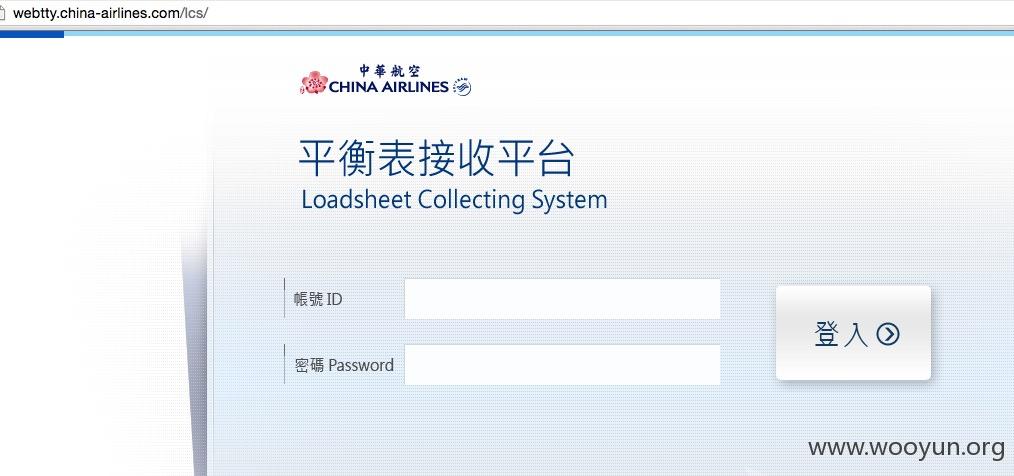 webtty.china-airlines.com/lcs/
中華航空
CHINA AIRLINES
平衡表接收平台
Loadsheet Collecting System
帳號 ID
密碼 Password
登入
www.wooyun.org